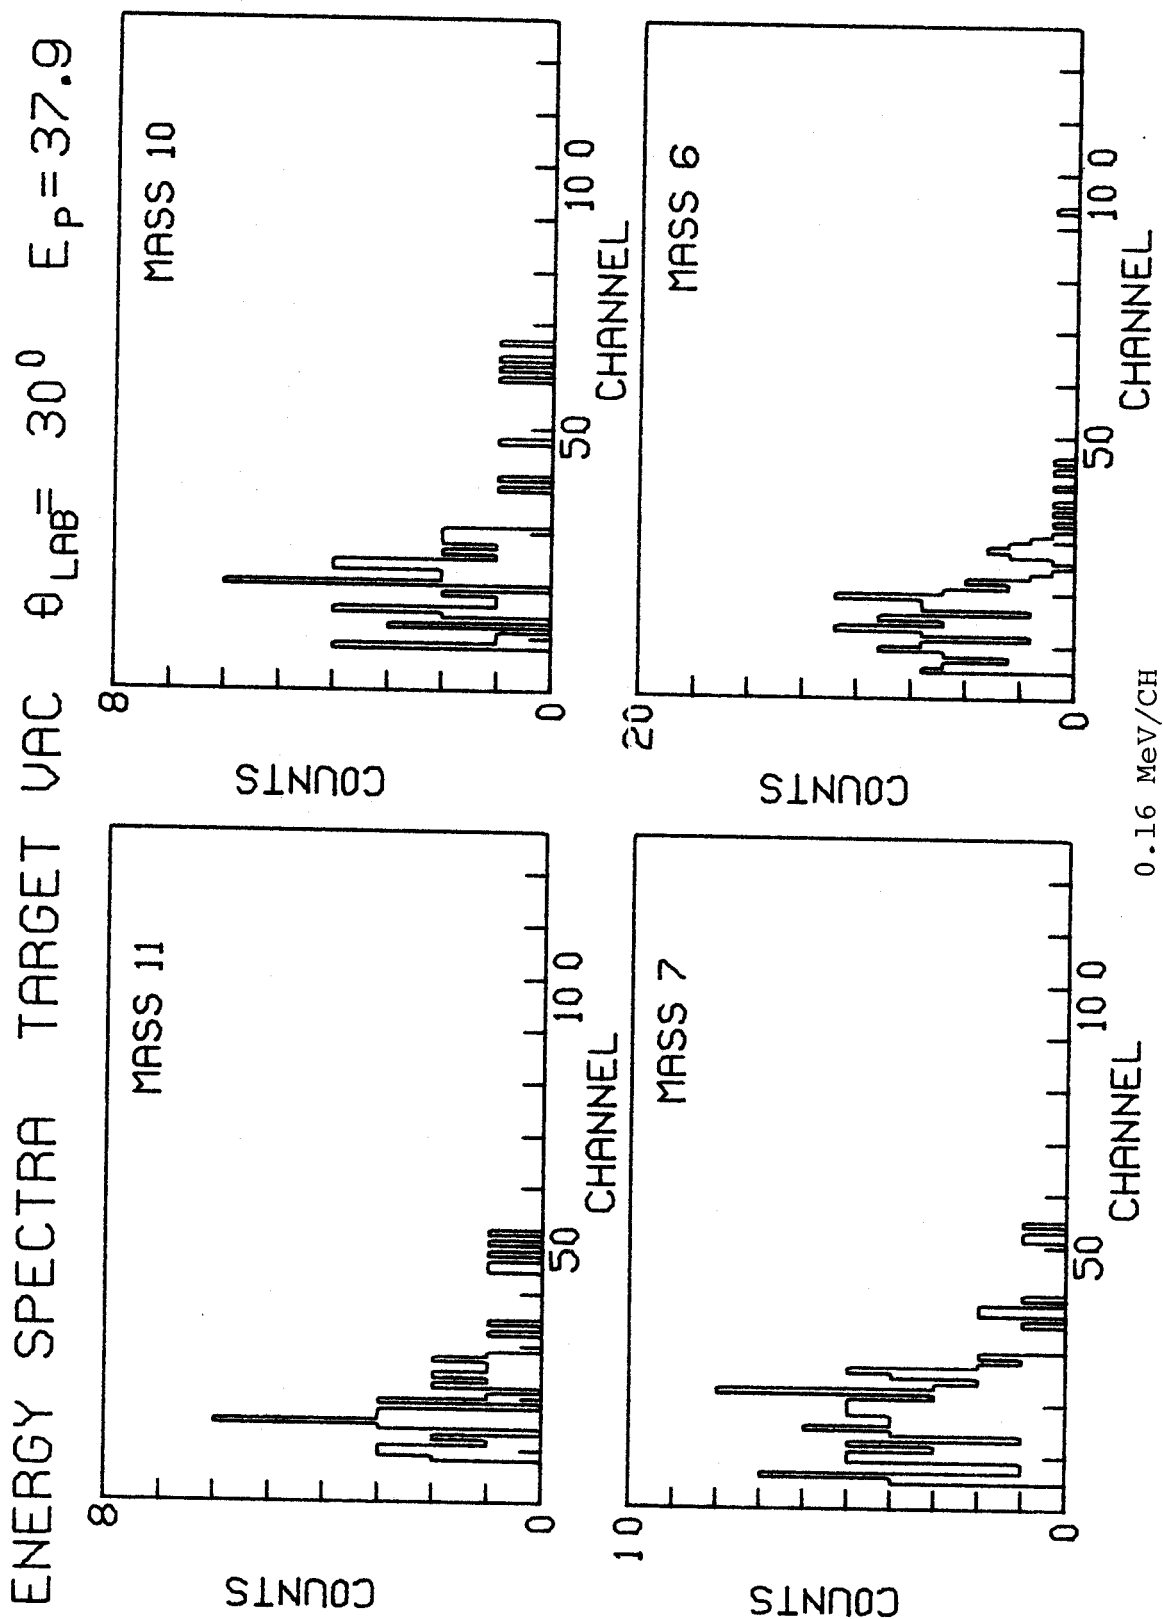 ENERGY SPECTRA TARGET VAC θLAB= 30⁰ EP=37.9
8
MASS 11
COUNTS
0
50
100
CHANNEL
8
MASS 10
COUNTS
0
50
100
CHANNEL
10
MASS 7
COUNTS
0
50
100
CHANNEL
20
MASS 6
COUNTS
0
50
100
CHANNEL
0.16 MeV/CH